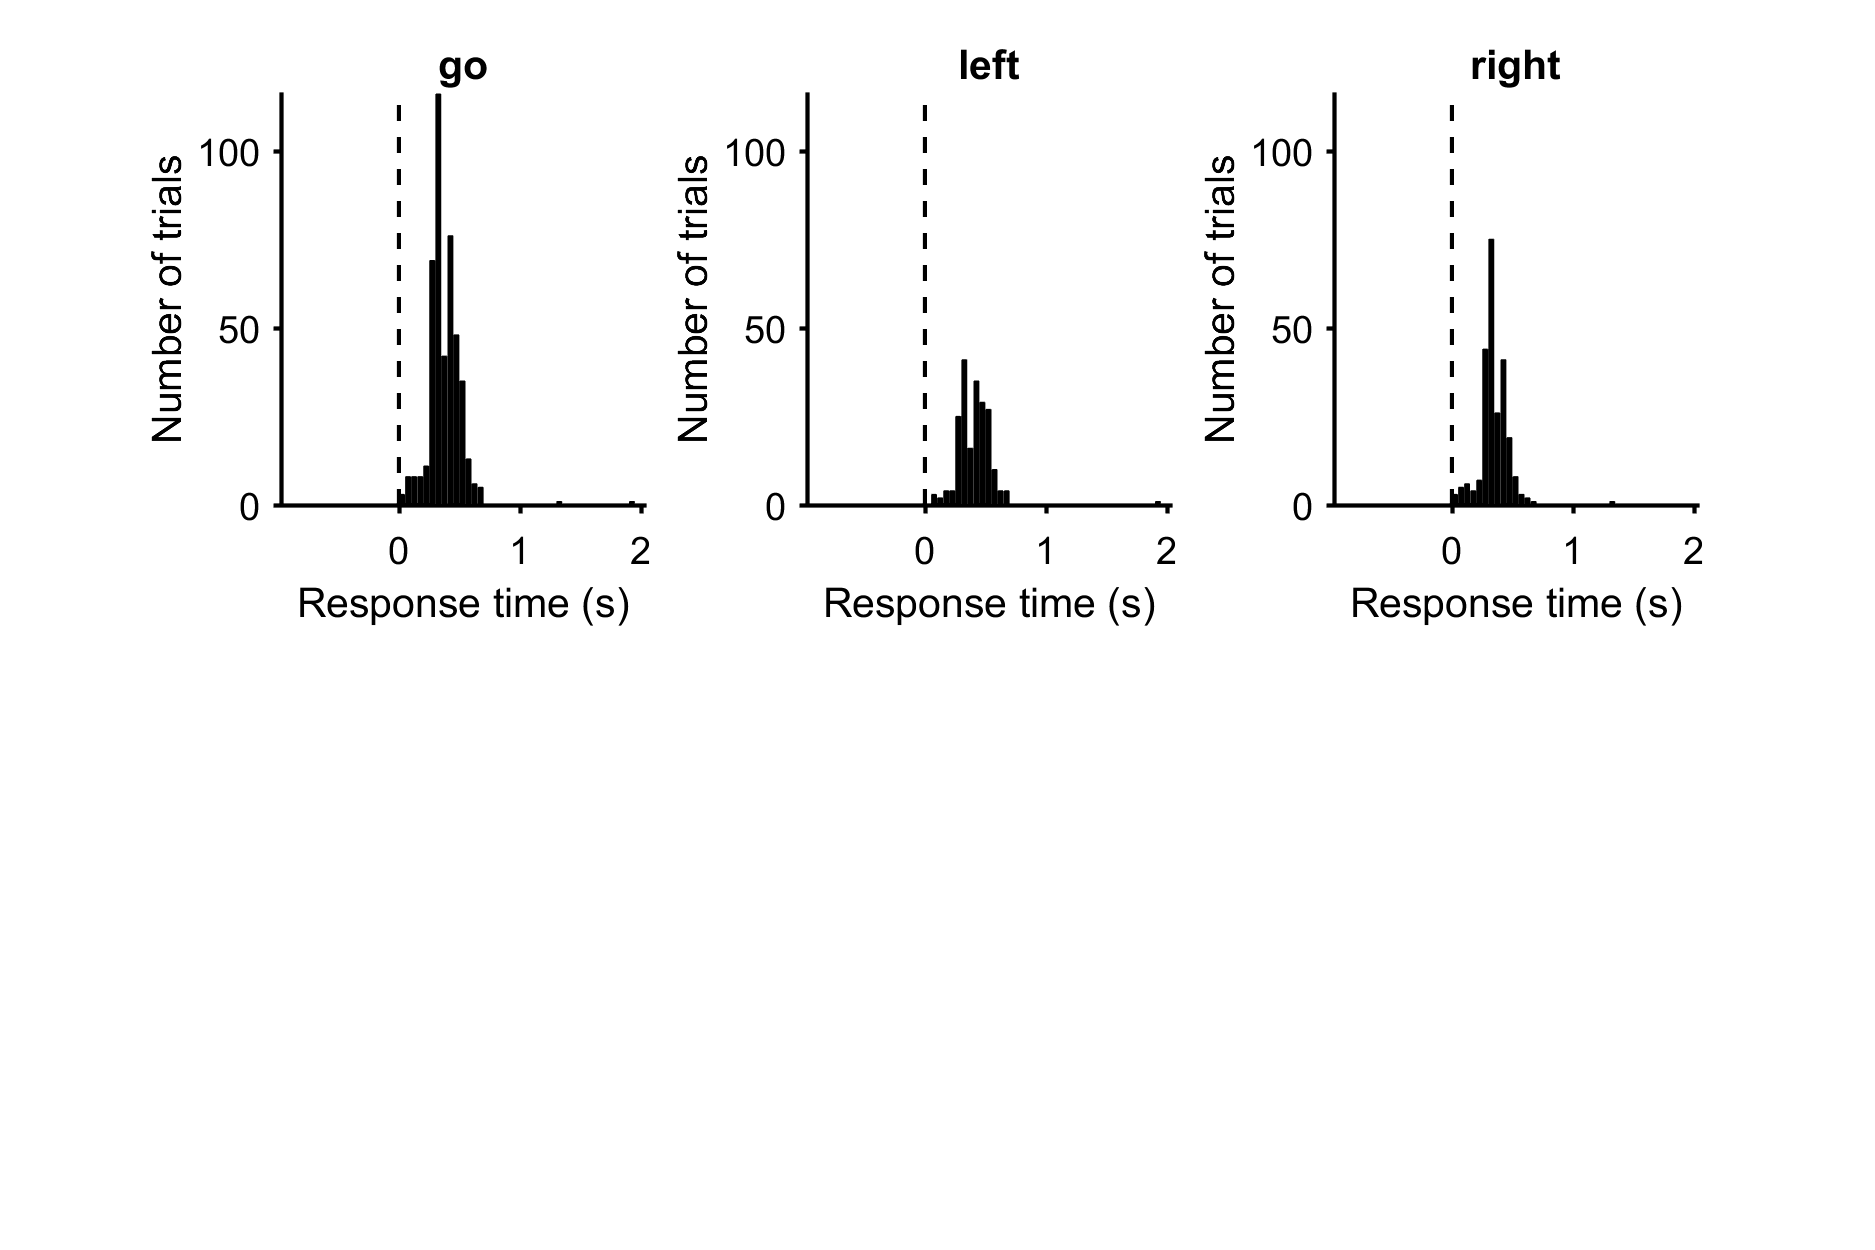 go
Number of trials
100
50
0
0 1 2
Response time (s)
left
Number of trials
100
50
0
0 1 2
Response time (s)
right
Number of trials
100
50
0
0 1 2
Response time (s)